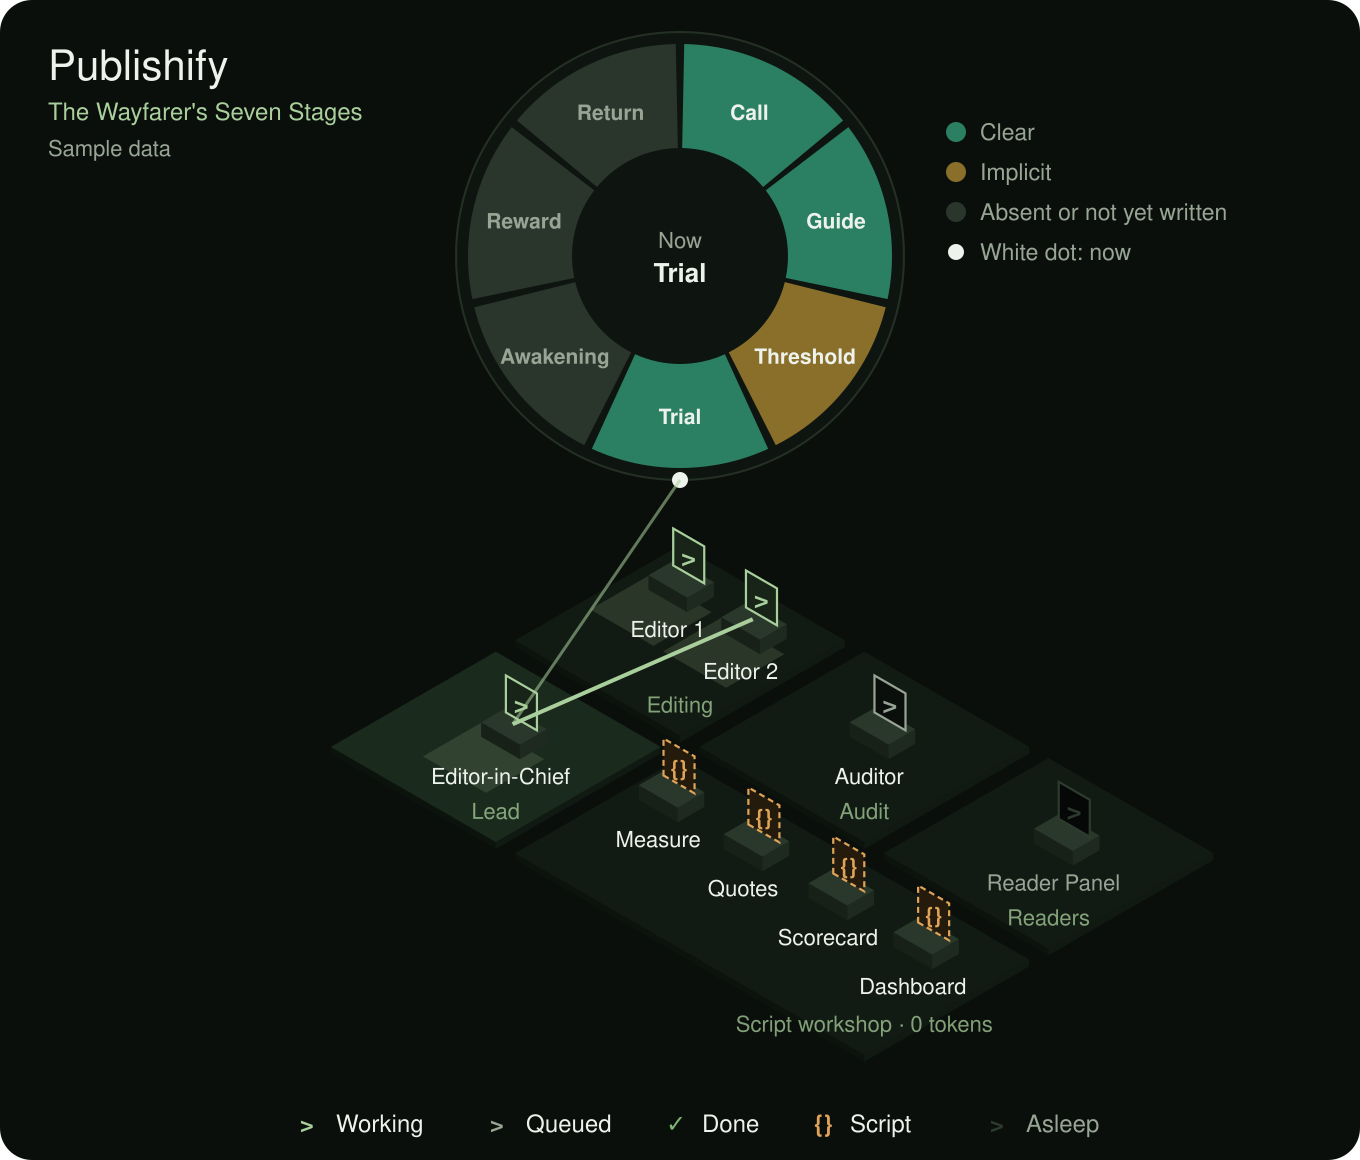 Publishify
The Wayfarer's Seven Stages
Sample data
Return
Call
Reward
Guide
Now
Trial
Awakening
Threshold
Trial
Clear
Implicit
Absent or not yet written
White dot: now
>
>
Editor 1
Editor 2
Editing
>
Editor-in-Chief
Lead
>
Auditor
Audit
{}
Measure
{}
Quotes
{}
Scorecard
{}
Dashboard
Script workshop · 0 tokens
>
Reader Panel
Readers
> Working > Queued ✓ Done {} Script > Asleep